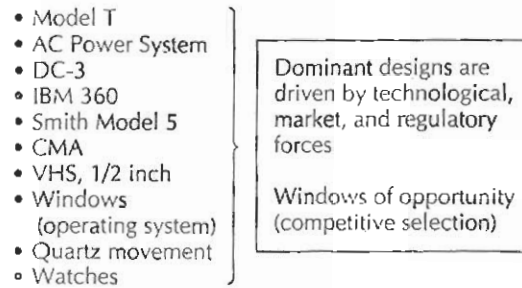 • Model T
• AC Power System
• DC-3
• IBM 360
• Smith Model 5
• CMA
• VHS, 1/2 inch
• Windows
(operating system)
• Quartz movement
• Watches
Dominant designs are
driven by technological,
market, and regulatory
forces
Windows of opportunity
(competitive selection)